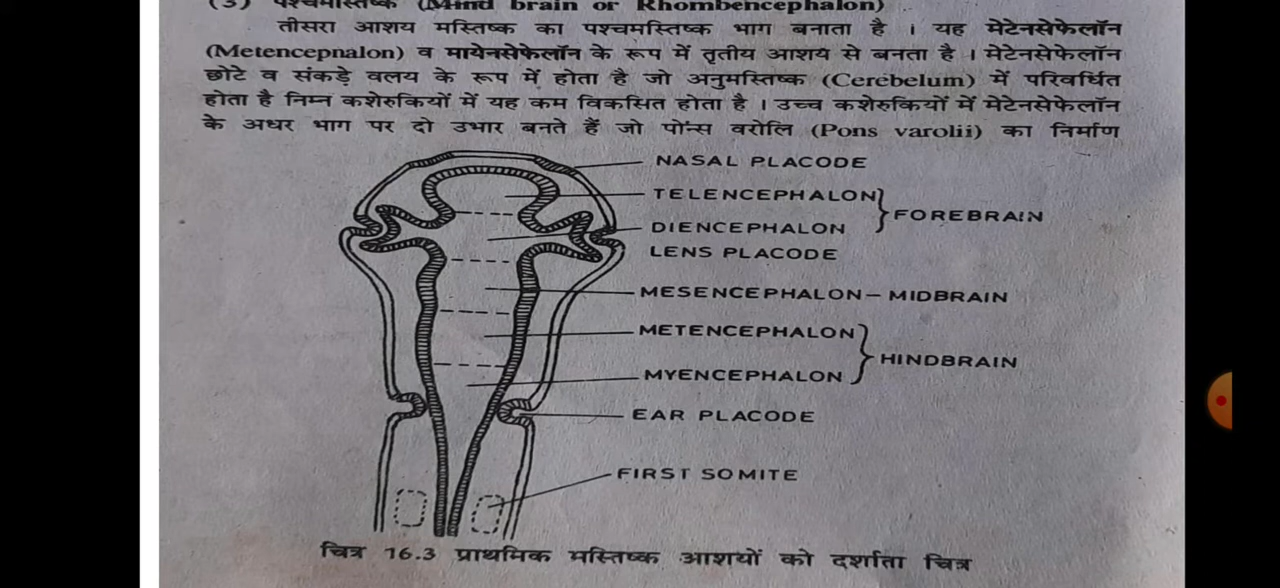 (3) पश्चमस्तिष्क (Mind brain or Rhombencephalon)
तीसरा आशय मस्तिष्क का पश्चमस्तिष्क भाग बनाता है । यह मेटेनसेफेलॉन
(Metencepnalon) व मायेनसेफेलॉन के रूप में तृतीय आशय से बनता है । मेटेनसेफेलॉन
छोटे व संकड़े वलय के रूप में होता है जो अनुमस्तिष्क (Cerebelum) में परिवर्धित
होता है निम्न कशेरुकियों में यह कम विकसित होता है । उच्च कशेरुकियों में मेटेनसेफेलॉन
के अधर भाग पर दो उभार बनते हैं जो पोंन्स वरोलि (Pons varolii) का निर्माण
NASAL PLACODE
TELENCEPHALON
FOREBRAIN
DIENCEPHALON
LENS PLACODE
MESENCEPHALON – MIDBRAIN
METENCEPHALON
HINDBRAIN
MYENCEPHALON
EAR PLACODE
FIRST SOMITE
चित्र 16.3 प्राथमिक मस्तिष्क आशयों को दर्शाता चित्र